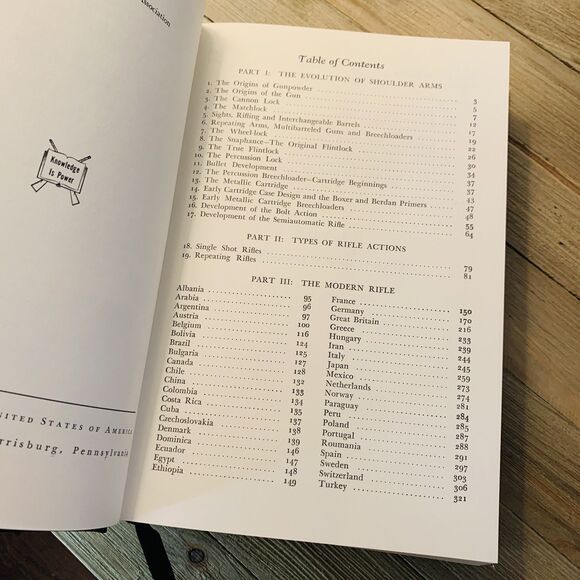 sociation
Knowledge
Is Power
UNITED STATES OF AMERICA
rrisburg, Pennsylvania
Table of Contents
PART I: THE EVOLUTION OF SHOULDER ARMS
1. The Origins of Gunpowder 3
2. The Origins of the Gun 5
3. The Cannon Lock 7
4. The Matchlock 12
5. Sights, Rifling and Interchangeable Barrels 17
6. Repeating Arms, Multibarreled Guns and Breechloaders 19
7. The Wheel-lock 22
8. The Snaphance—The Original Flintlock 26
9. The True Flintlock 30
10. The Percussion Lock 34
11. Bullet Development 37
12. The Percussion Breechloader—Cartridge Beginnings 37
13. The Metallic Cartridge 43
14. Early Cartridge Case Design and the Boxer and Berdan Primers 47
15. Early Metallic Cartridge Breechloaders 48
16. Development of the Bolt Action 55
17. Development of the Semiautomatic Rifle 64
PART II: TYPES OF RIFLE ACTIONS
18. Single Shot Rifles 79
19. Repeating Rifles 81
PART III: THE MODERN RIFLE
Albania 95
Arabia 96
Argentina 97
Austria 100
Belgium 116
Bolivia 124
Brazil 125
Bulgaria 127
Canada 128
Chile 132
China 133
Colombia 134
Costa Rica 135
Cuba 137
Czechoslovakia 138
Denmark 139
Dominica 146
Ecuador 147
Egypt 148
Ethiopia 149
France 150
Germany 170
Great Britain 216
Greece 233
Hungary 239
Iran 244
Italy 245
Japan 259
Mexico 273
Netherlands 274
Norway 281
Paraguay 284
Peru 285
Poland 287
Portugal 288
Roumania 291
Spain 297
Sweden 303
Switzerland 306
Turkey 321